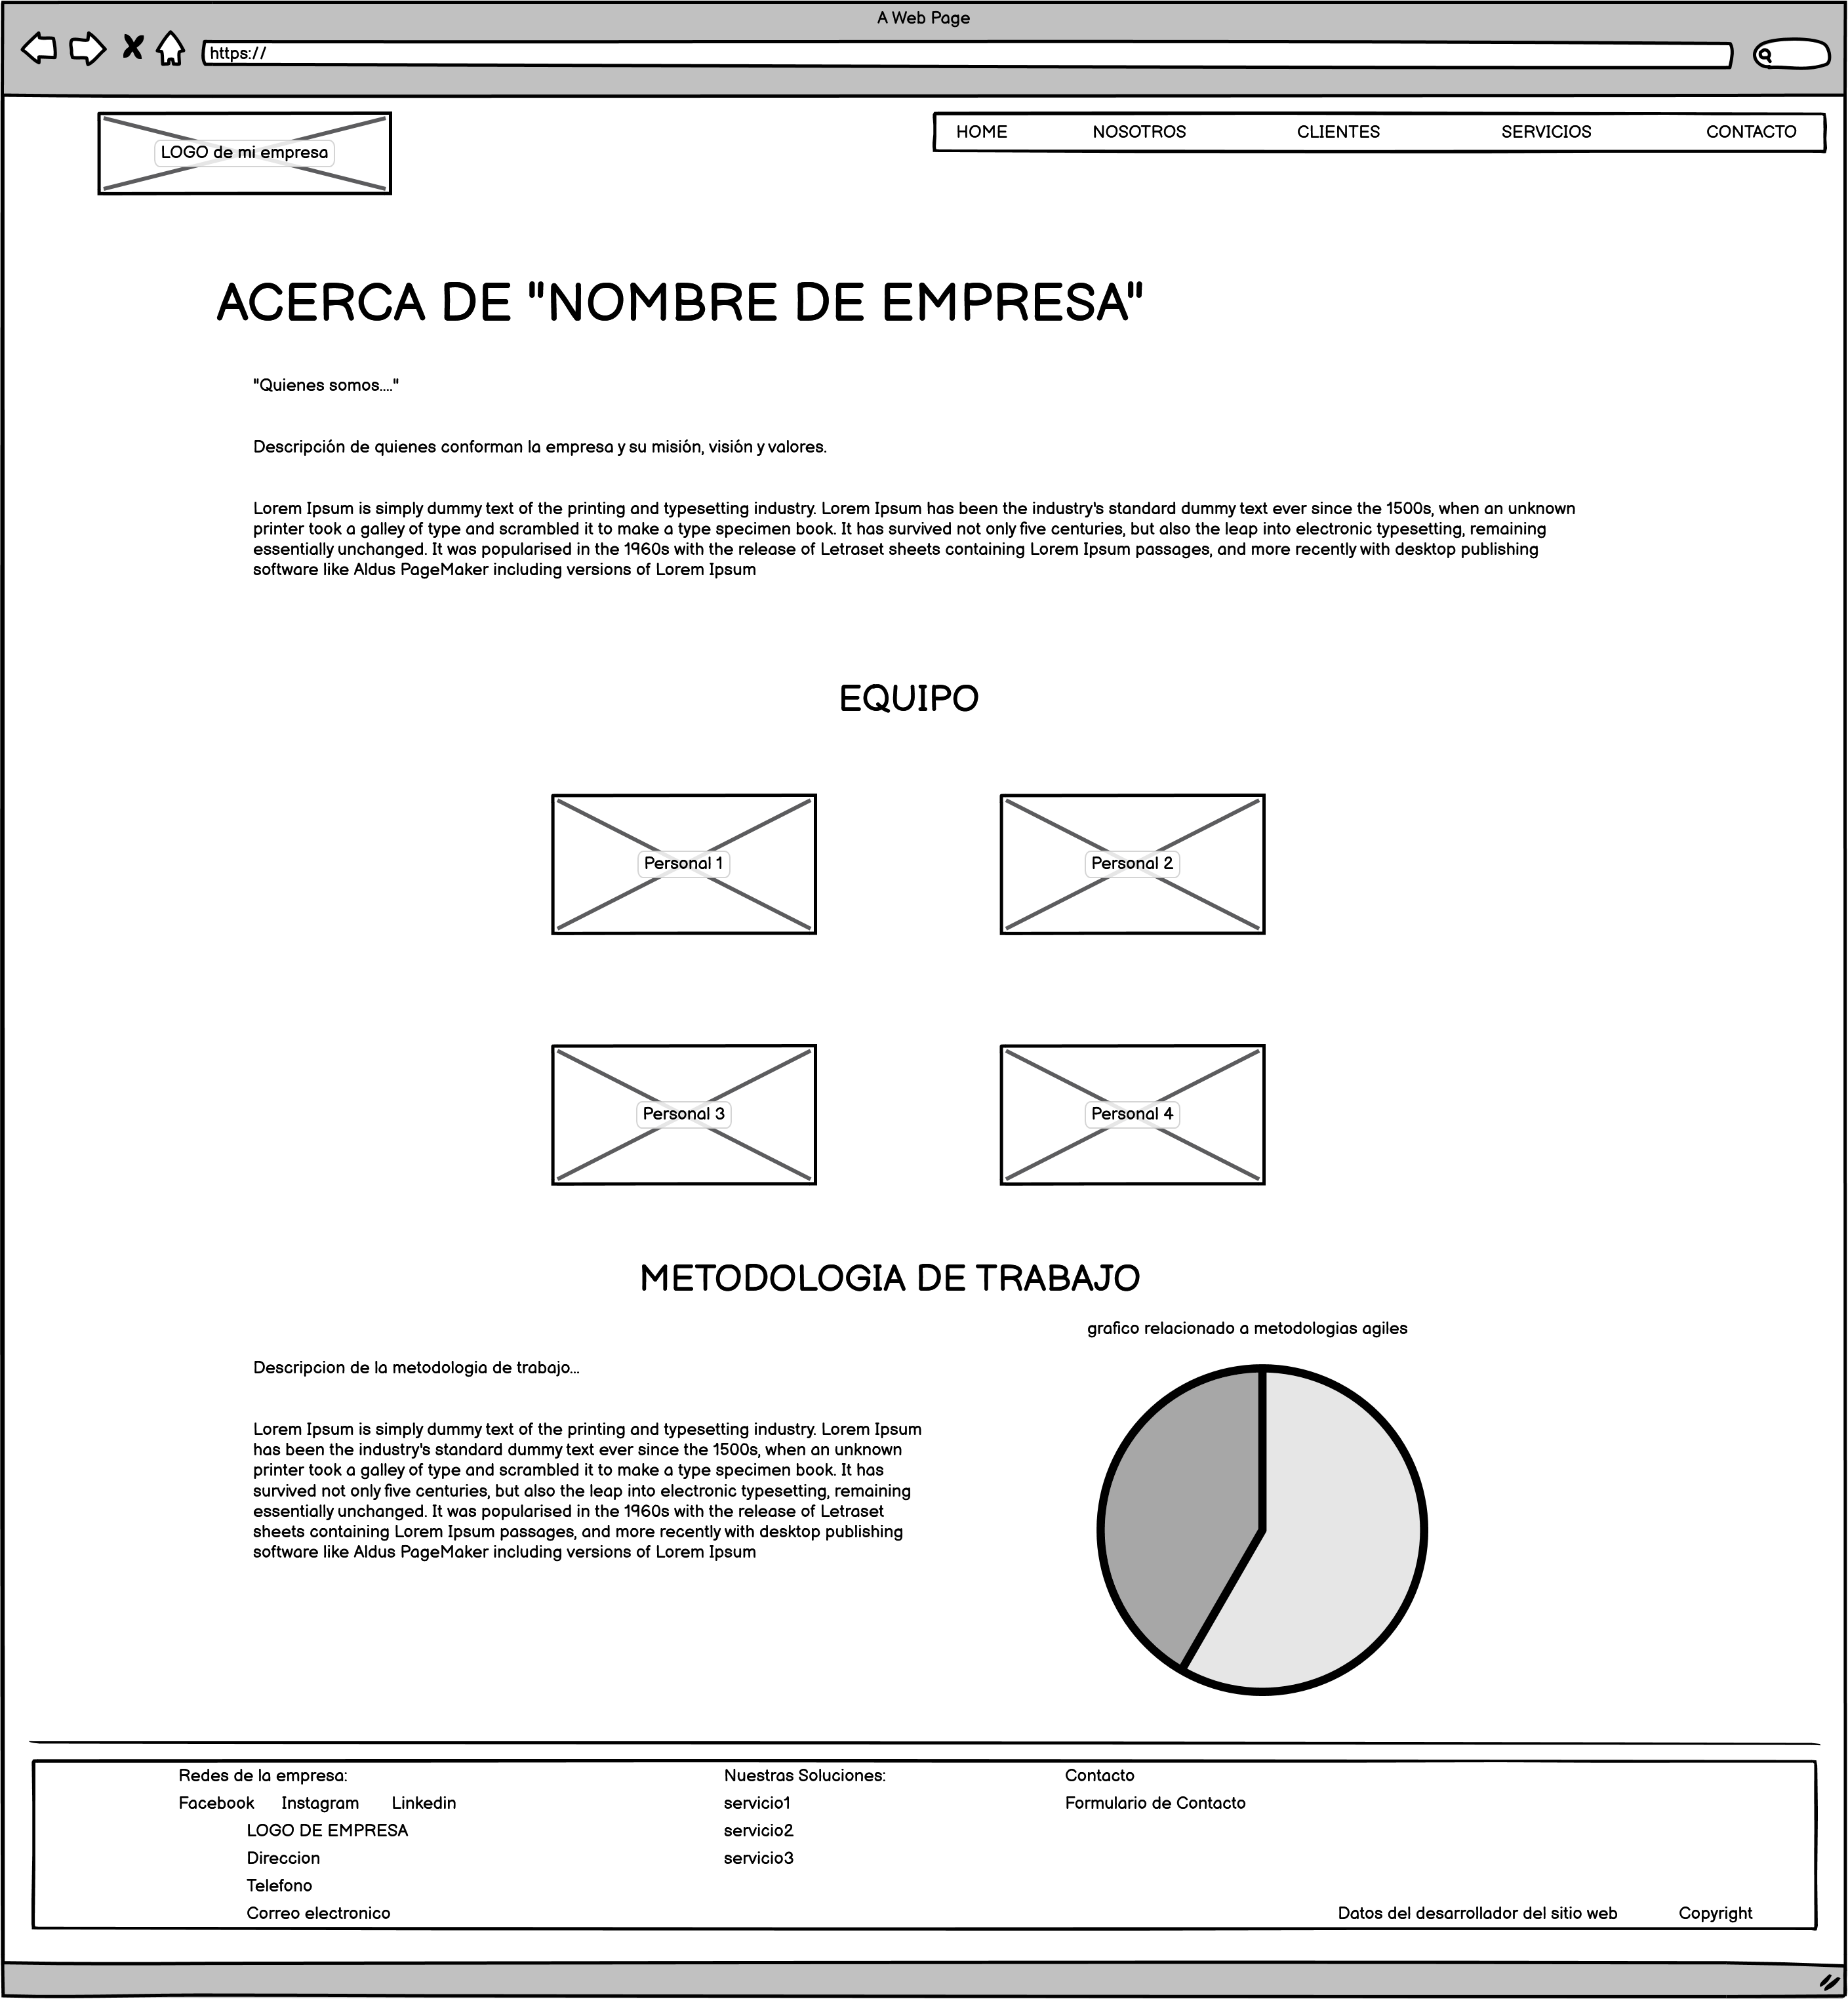 A Web Page
https://
LOGO de mi empresa
HOME NOSOTROS CLIENTES SERVICIOS CONTACTO
ACERCA DE "NOMBRE DE EMPRESA"
"Quienes somos...."
Descripción de quienes conforman la empresa y su misión, visión y valores.
Lorem Ipsum is simply dummy text of the printing and typesetting industry. Lorem Ipsum has been the industry's standard dummy text ever since the 1500s, when an unknown
printer took a galley of type and scrambled it to make a type specimen book. It has survived not only five centuries, but also the leap into electronic typesetting, remaining
essentially unchanged. It was popularised in the 1960s with the release of Letraset sheets containing Lorem Ipsum passages, and more recently with desktop publishing
software like Aldus PageMaker including versions of Lorem Ipsum
EQUIPO
Personal 1
Personal 2
Personal 3
Personal 4
METODOLOGIA DE TRABAJO
grafico relacionado a metodologias agiles
Descripcion de la metodologia de trabajo...
Lorem Ipsum is simply dummy text of the printing and typesetting industry. Lorem Ipsum
has been the industry's standard dummy text ever since the 1500s, when an unknown
printer took a galley of type and scrambled it to make a type specimen book. It has
survived not only five centuries, but also the leap into electronic typesetting, remaining
essentially unchanged. It was popularised in the 1960s with the release of Letraset
sheets containing Lorem Ipsum passages, and more recently with desktop publishing
software like Aldus PageMaker including versions of Lorem Ipsum
Redes de la empresa:
Facebook Instagram Linkedin
LOGO DE EMPRESA
Direccion
Telefono
Correo electronico
Nuestras Soluciones:
servicio1
servicio2
servicio3
Contacto
Formulario de Contacto
Datos del desarrollador del sitio web
Copyright